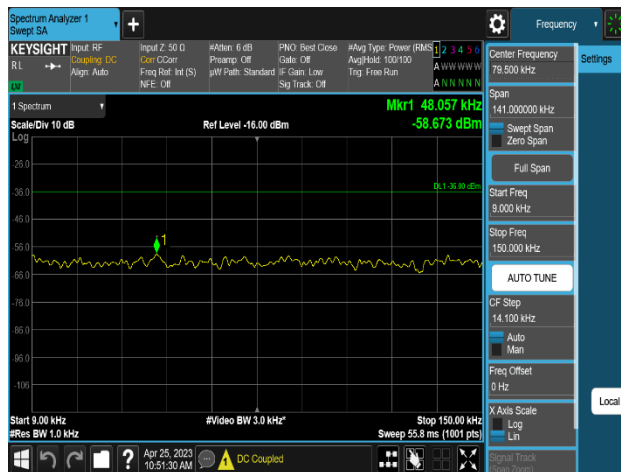 Spectrum Analyzer 1
Swept SA
+
Frequency
KEYSIGHT
RL
Input: RF
Coupling: DC
Align: Auto
Input Z: 50 Ω
Corr CCorr
Freq Ref: Int (S)
NFE: Off
#Atten: 6 dB
Preamp: Off
µW Path: Standard
PNO: Best Close
Gate: Off
IF Gain: Low
Sig Track: Off
#Avg Type: Power (RMS
Avg|Hold: 100/100
Trig: Free Run
1 2 3 4 5 6
A W W W W W
A N N N N N
LVI
1 Spectrum
Scale/Div 10 dB
Log
Ref Level -16.00 dBm
Mkr1 48.057 kHz
-58.673 dBm
-26.0
-36.0
DL1 -36.00 dBm
-46.0
-56.0
1
-66.0
-76.0
-86.0
-96.0
-106
Start 9.00 kHz
#Res BW 1.0 kHz
#Video BW 3.0 kHz*
Stop 150.00 kHz
Sweep 55.8 ms (1001 pts)
Center Frequency
79.500 kHz
Settings
Span
141.000000 kHz
Swept Span
Zero Span
Full Span
Start Freq
9.000 kHz
Stop Freq
150.000 kHz
AUTO TUNE
CF Step
14.100 kHz
Auto
Man
Freq Offset
0 Hz
X Axis Scale
Log
Lin
Local
Signal Track
(Span Zoom)
?
Apr 25, 2023
10:51:30 AM
DC Coupled